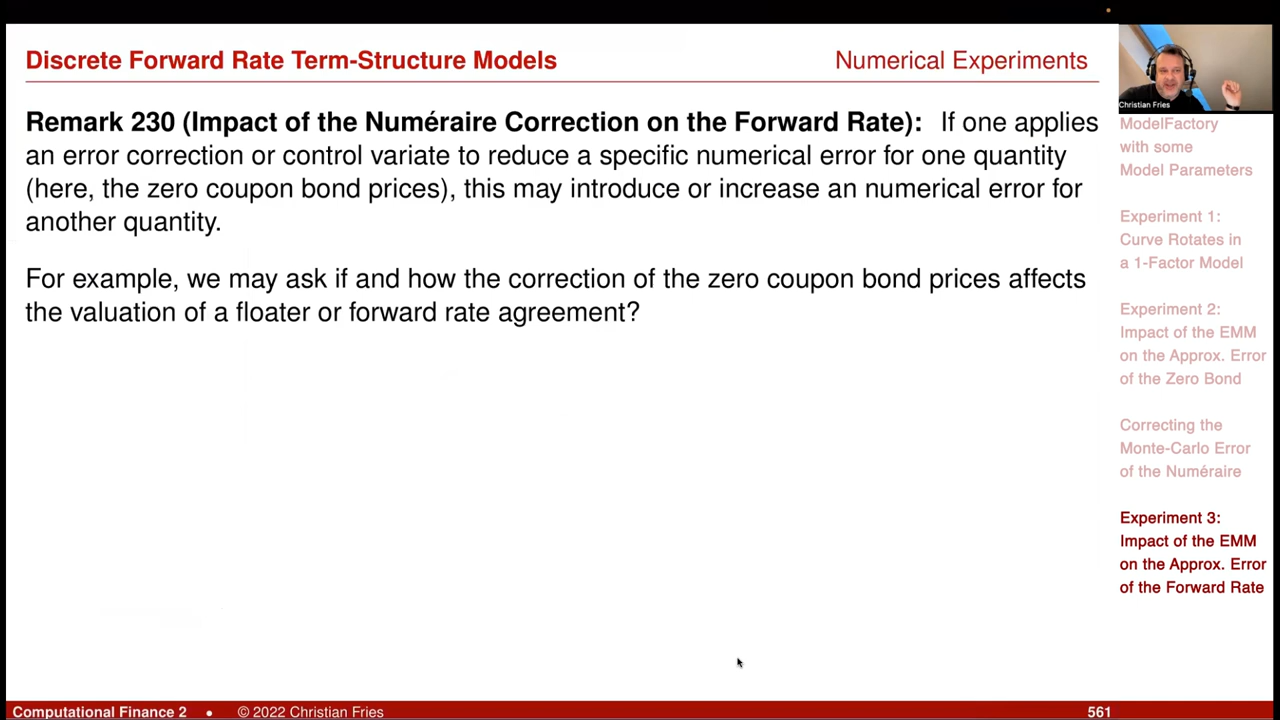 Discrete Forward Rate Term-Structure Models
Numerical Experiments
Remark 230 (Impact of the Numéraire Correction on the Forward Rate): If one applies
an error correction or control variate to reduce a specific numerical error for one quantity
(here, the zero coupon bond prices), this may introduce or increase an numerical error for
another quantity.
For example, we may ask if and how the correction of the zero coupon bond prices affects
the valuation of a floater or forward rate agreement?
Christian Fries
ModelFactory
with some
Model Parameters
Experiment 1:
Curve Rotates in
a 1-Factor Model
Experiment 2:
Impact of the EMM
on the Approx. Error
of the Zero Bond
Correcting the
Monte-Carlo Error
of the Numéraire
Experiment 3:
Impact of the EMM
on the Approx. Error
of the Forward Rate
Computational Finance 2 • © 2022 Christian Fries
561